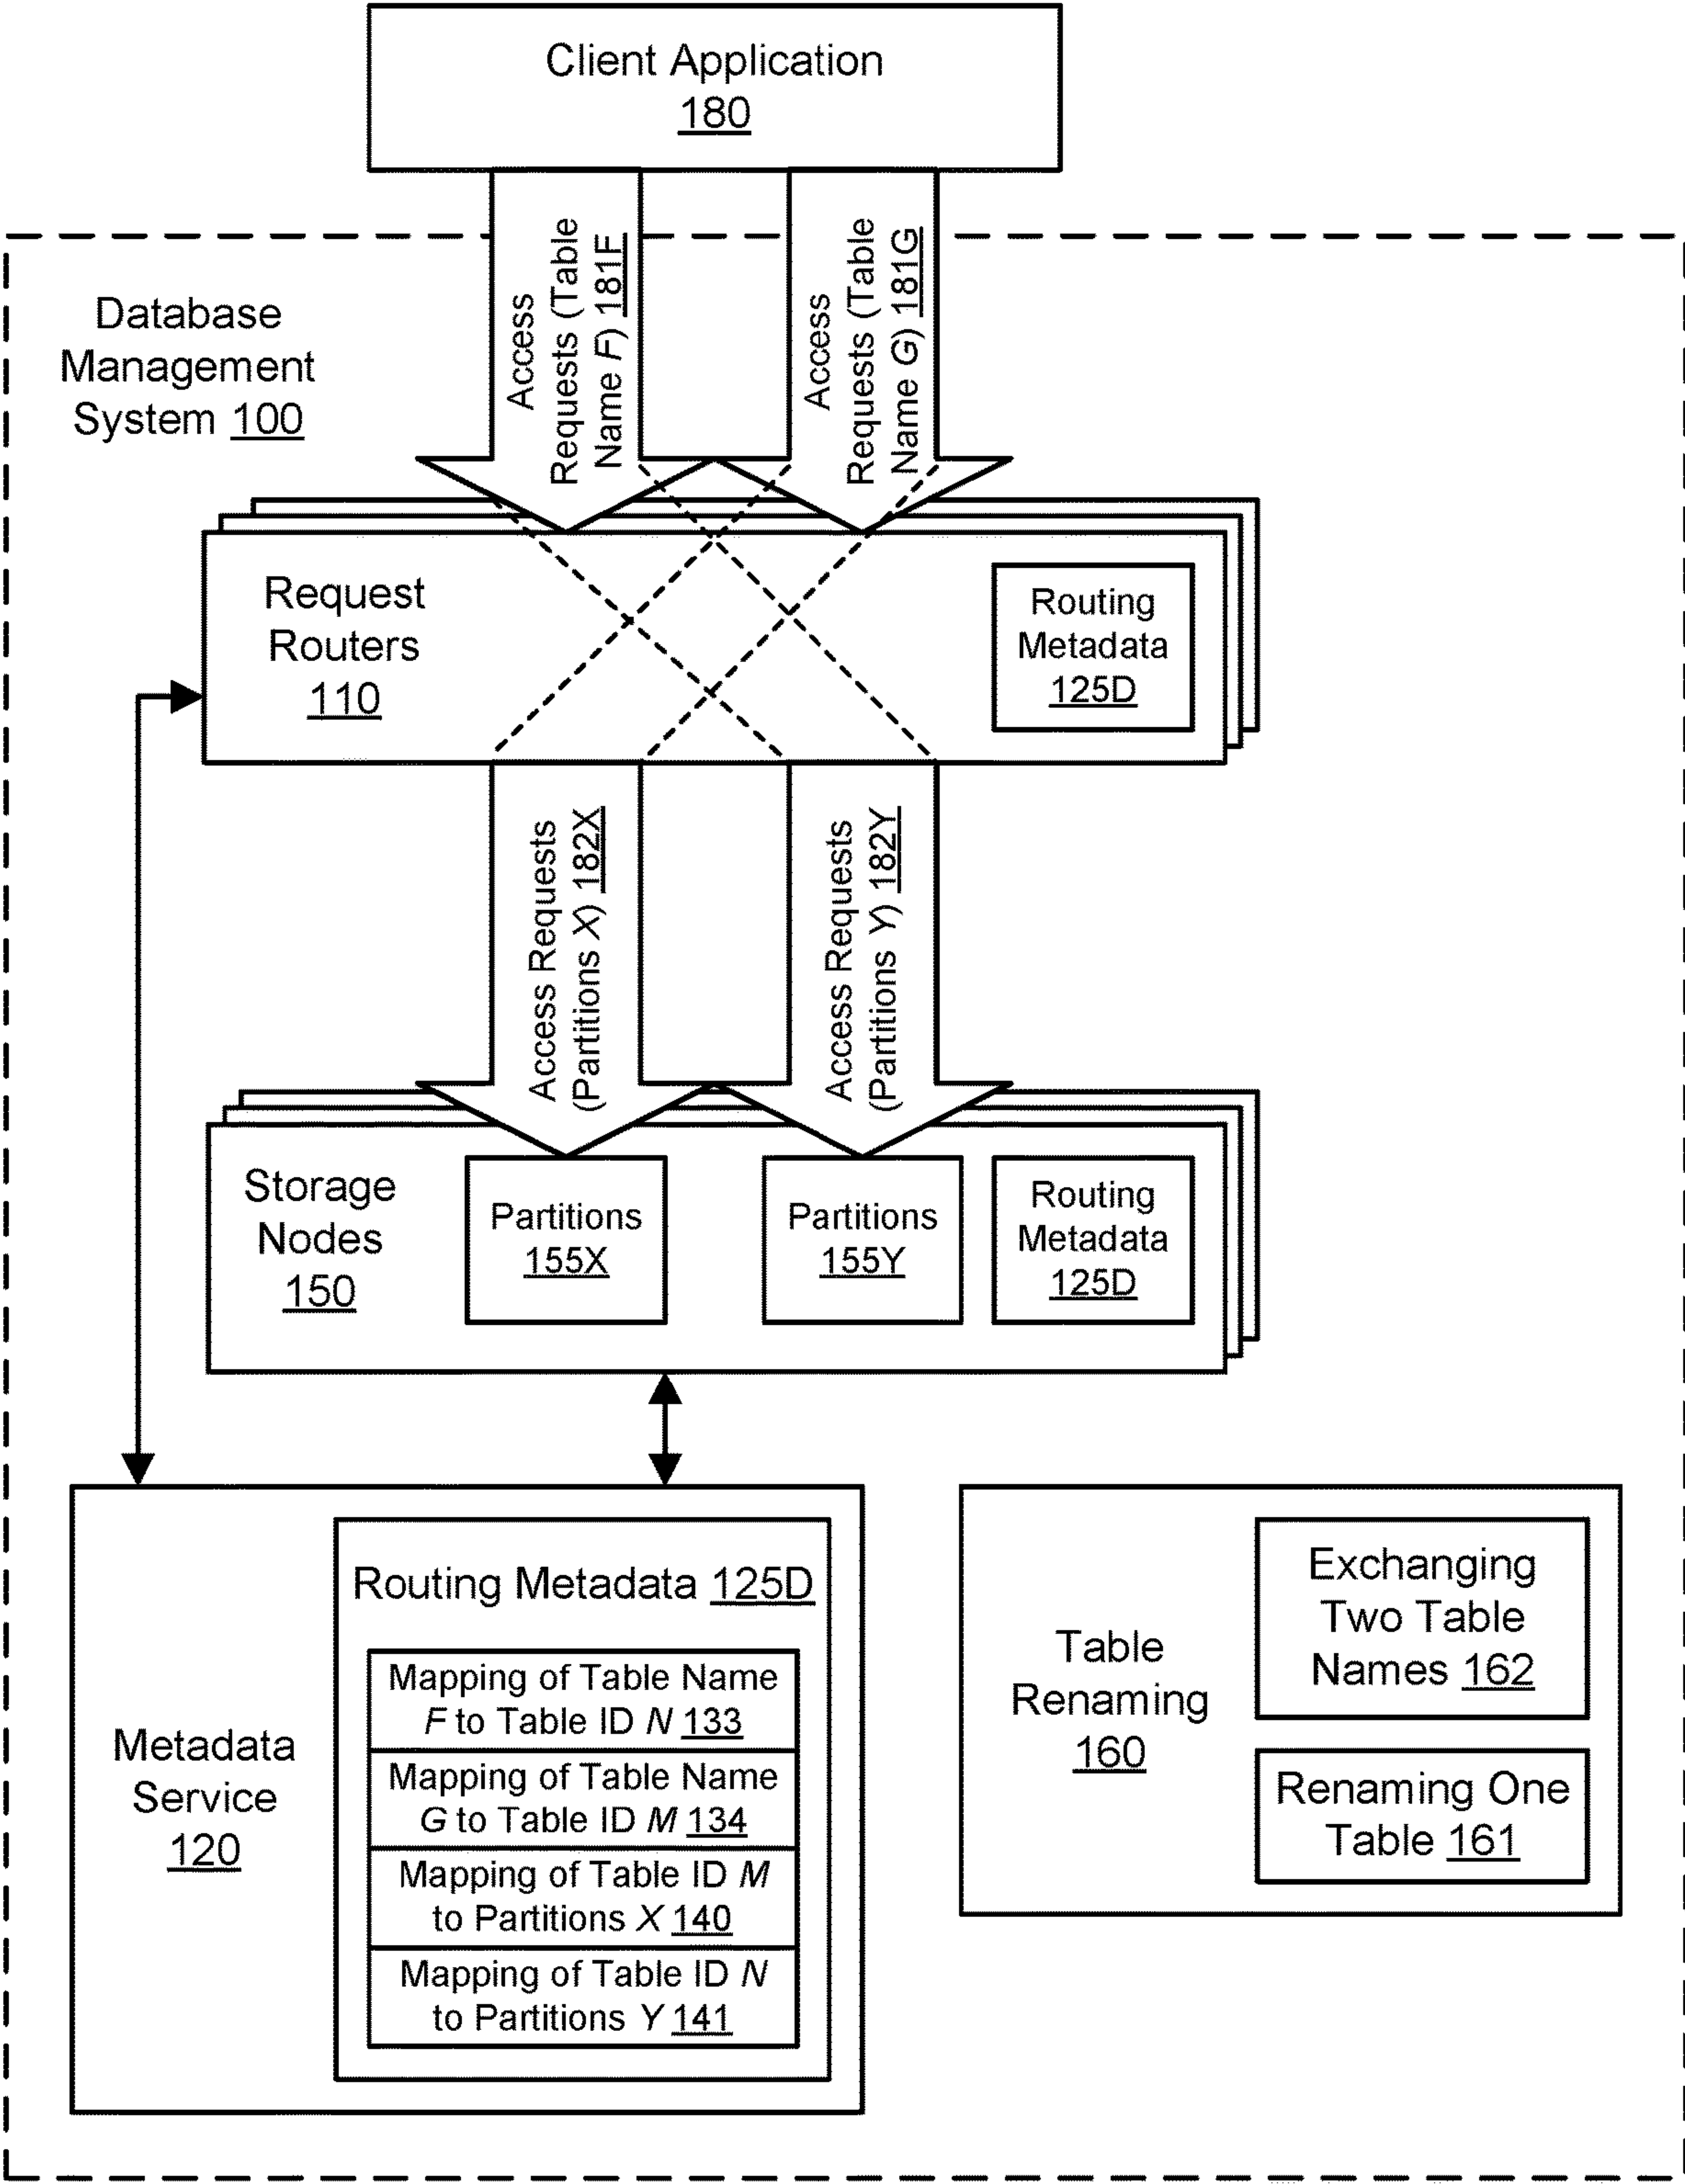 Client Application
180
Database
Management
System 100
Access
Requests (Table
Name F) 181F
Access
Requests (Table
Name G) 181G
Request
Routers
110
Routing
Metadata
125D
Access Requests
(Partitions X) 182X
Access Requests
(Partitions Y) 182Y
Storage
Nodes
150
Partitions
155X
Partitions
155Y
Routing
Metadata
125D
Metadata
Service
120
Routing Metadata 125D
Mapping of Table Name
F to Table ID N 133
Mapping of Table Name
G to Table ID M 134
Mapping of Table ID M
to Partitions X 140
Mapping of Table ID N
to Partitions Y 141
Table
Renaming
160
Exchanging
Two Table
Names 162
Renaming One
Table 161